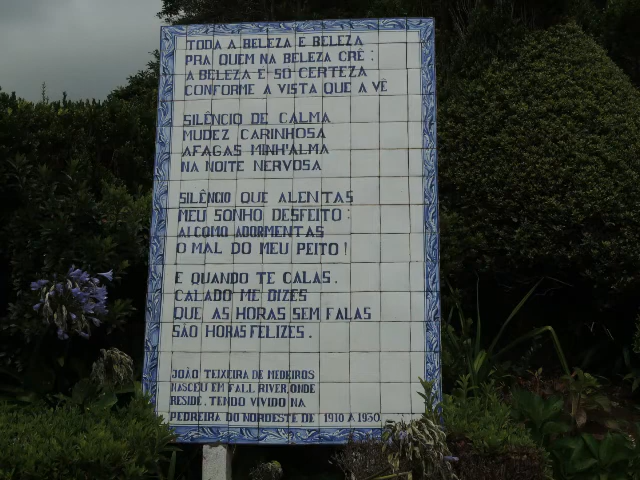 TODA A BELEZA E BELEZA
PRA QUEM NA BELEZA CRÊ:
A BELEZA E SO CERTEZA
CONFORME A VISTA QUE A VÊ
SILÊNCIO DE CALMA
MUDEZ CARINHOSA
AFAGAS MINH'ALMA
NA NOITE NERVOSA
SILÊNCIO QUE ALENTAS
MEU SONHO DESFEITO:
AI COMO ADORMENTAS
O MAL DO MEU PEITO!
E QUANDO TE CALAS.
CALADO ME DIZES
QUE AS HORAS SEM FALAS
SÃO HORAS FELIZES.
JOÃO TEIXEIRA DE MEDEIROS
NASCEU EM FALL RIVER, ONDE
RESIDE. TENDO VIVIDO NA
PEDREIRA DO NORDESTE DE 1910 A 1930